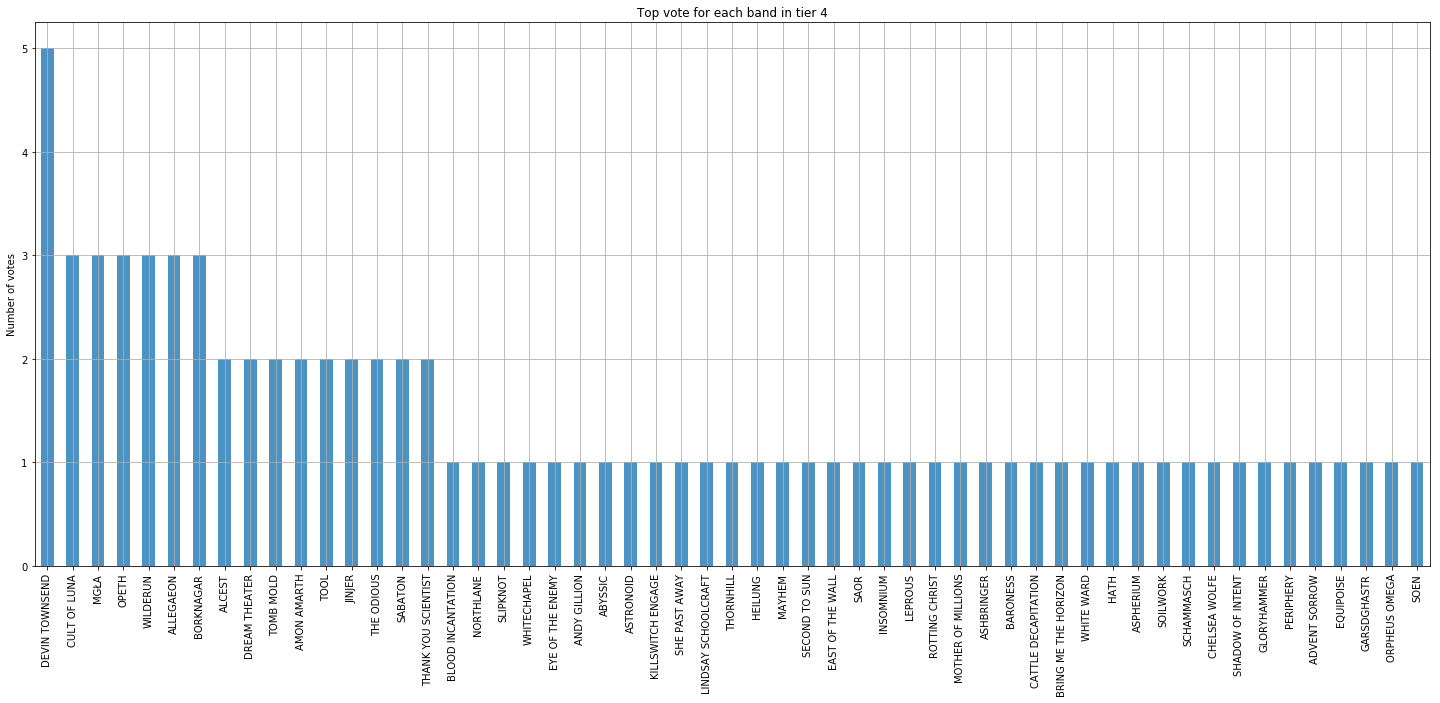 Top vote for each band in tier 4
Number of votes
5
4
3
2
1
0
DEVIN TOWNSEND
CULT OF LUNA
MGŁA
OPETH
WILDERUN
ALLEGAEON
BORKNAGAR
ALCEST
DREAM THEATER
TOMB MOLD
AMON AMARTH
TOOL
JINJER
THE ODIOUS
SABATON
THANK YOU SCIENTIST
BLOOD INCANTATION
NORTHLANE
SLIPKNOT
WHITECHAPEL
EYE OF THE ENEMY
ANDY GILLION
ABYSSIC
ASTRONOID
KILLSWITCH ENGAGE
SHE PAST AWAY
LINDSAY SCHOOLCRAFT
THORNHILL
HEILUNG
MAYHEM
SECOND TO SUN
EAST OF THE WALL
SAOR
INSOMNIUM
LEPROUS
ROTTING CHRIST
MOTHER OF MILLIONS
ASHBRINGER
BARONESS
CATTLE DECAPITATION
BRING ME THE HORIZON
WHITE WARD
HATH
ASPHERIUM
SOILWORK
SCHAMMASCH
CHELSEA WOLFE
SHADOW OF INTENT
GLORYHAMMER
PERIPHERY
ADVENT SORROW
EQUIPOISE
GARSDGHASTR
ORPHEUS OMEGA
SOEN